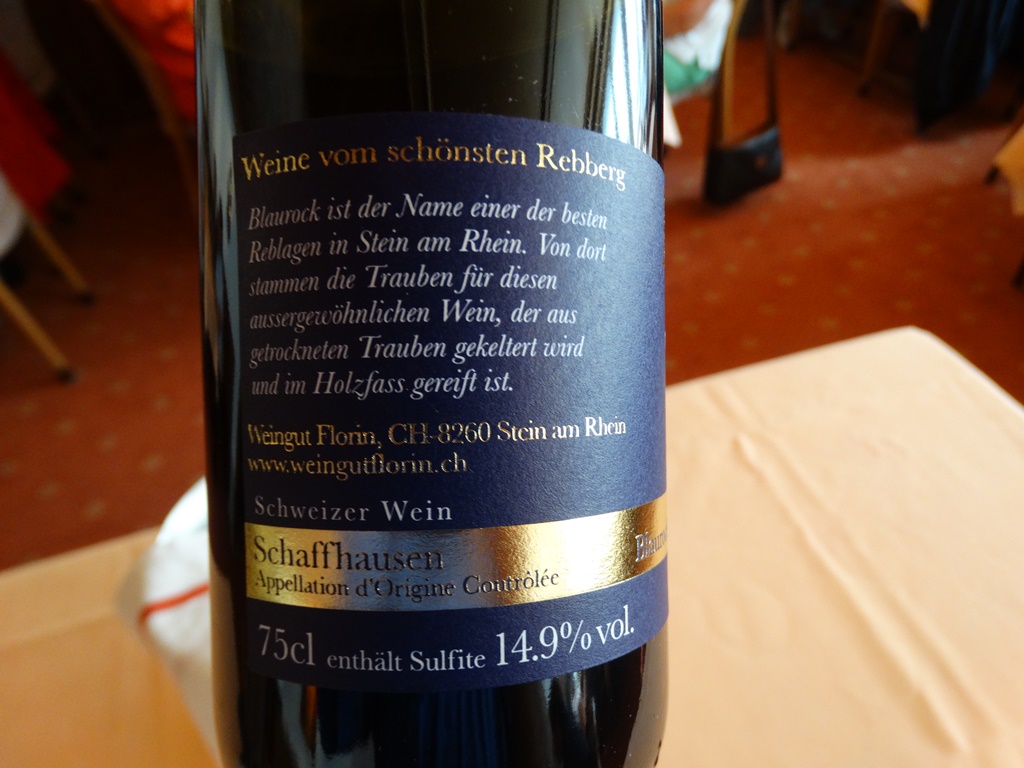 Weine vom schönsten Rebberg
Blaurock ist der Name einer der besten
Reblagen in Stein am Rhein. Von dort
stammen die Trauben für diesen
aussergewöhnlichen Wein, der aus
getrockneten Trauben gekeltert wird
und im Holzfass gereift ist.
Weingut Florin, CH-8260 Stein am Rhein
www.weingutflorin.ch
Schweizer Wein
Schaffhausen
Appellation d'Origine Contrôlée
75cl enthält Sulfite 14.9% vol.